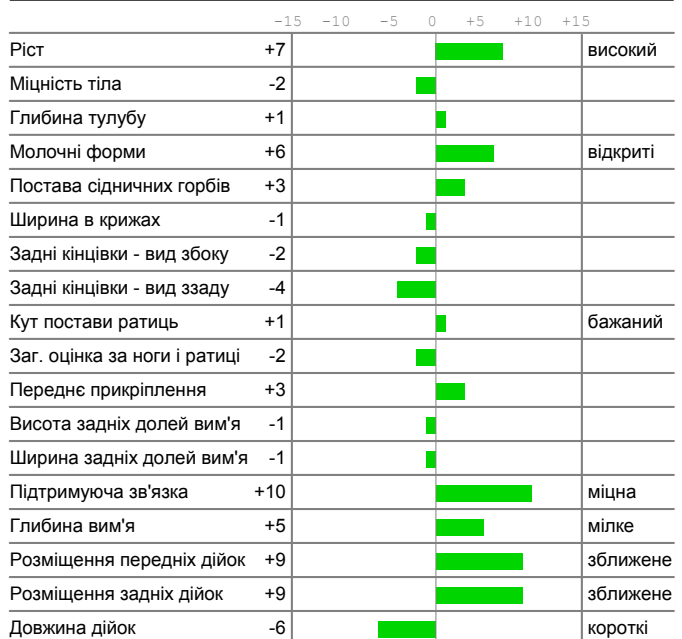 -15 -10 -5 0 +5 +10 +15
Ріст +7 високий
Міцність тіла -2
Глибина тулубу +1
Молочні форми +6 відкриті
Постава сідничних горбів +3
Ширина в крижах -1
Задні кінцівки - вид збоку -2
Задні кінцівки - вид ззаду -4
Кут постави ратиць +1 бажаний
Заг. оцінка за ноги і ратиці -2
Переднє прикріплення +3
Висота задніх долей вим'я -1
Ширина задніх долей вим'я -1
Підтримуюча зв'язка +10 міцна
Глибина вим'я +5 мілке
Розміщення передніх дійок +9 зближене
Розміщення задніх дійок +9 зближене
Довжина дійок -6 короткі